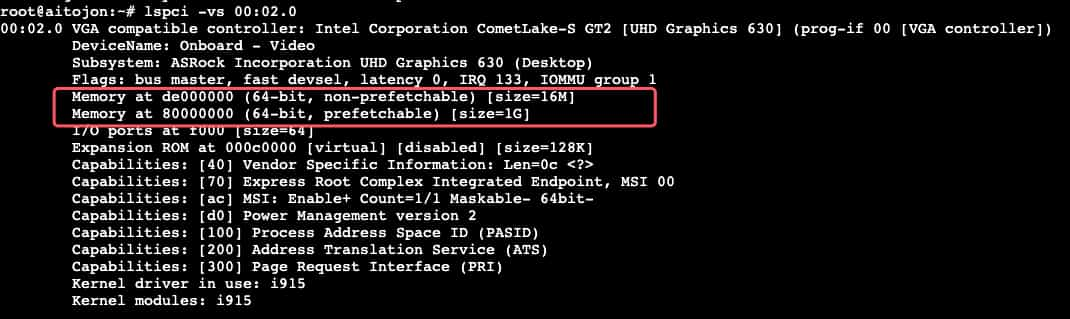 root@aitojon:~# lspci -vs 00:02.0
00:02.0 VGA compatible controller: Intel Corporation CometLake-S GT2 [UHD Graphics 630] (prog-if 00 [VGA controller])
DeviceName: Onboard - Video
Subsystem: ASRock Incorporation UHD Graphics 630 (Desktop)
Flags: bus master, fast devsel, latency 0, IRQ 133, IOMMU group 1
Memory at de000000 (64-bit, non-prefetchable) [size=16M]
Memory at 80000000 (64-bit, prefetchable) [size=1G]
I/O ports at f000 [size=64]
Expansion ROM at 000c0000 [virtual] [disabled] [size=128K]
Capabilities: [40] Vendor Specific Information: Len=0c <?>
Capabilities: [70] Express Root Complex Integrated Endpoint, MSI 00
Capabilities: [ac] MSI: Enable+ Count=1/1 Maskable- 64bit-
Capabilities: [d0] Power Management version 2
Capabilities: [100] Process Address Space ID (PASID)
Capabilities: [200] Address Translation Service (ATS)
Capabilities: [300] Page Request Interface (PRI)
Kernel driver in use: i915
Kernel modules: i915